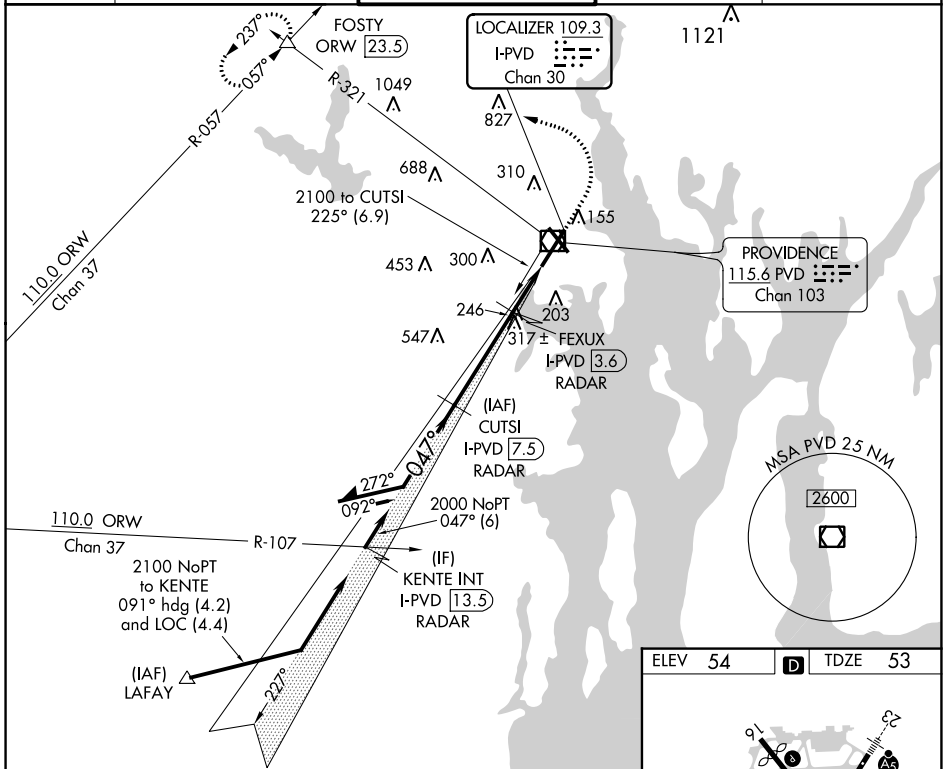 FOSTY
ORW 23.5
237°
057°
R-321
R-057
110.0 ORW
Chan 37
LOCALIZER 109.3
I-PVD
Chan 30
1121
1049
827
688
310
155
2100 to CUTSI
225° (6.9)
453
300
PROVIDENCE
115.6 PVD
Chan 103
246
203
547
317 ±
FEXUX
I-PVD 3.6
RADAR
(IAF)
CUTSI
I-PVD 7.5
RADAR
047°
272°
092°
2000 NoPT
047° (6)
110.0 ORW
Chan 37
R-107
(IF)
KENTE INT
I-PVD 13.5
RADAR
2100 NoPT
to KENTE
091° hdg (4.2)
and LOC (4.4)
(IAF)
LAFAY
227°
MSA PVD 25 NM
2600
ELEV 54
D
TDZE 53
16
23
A5